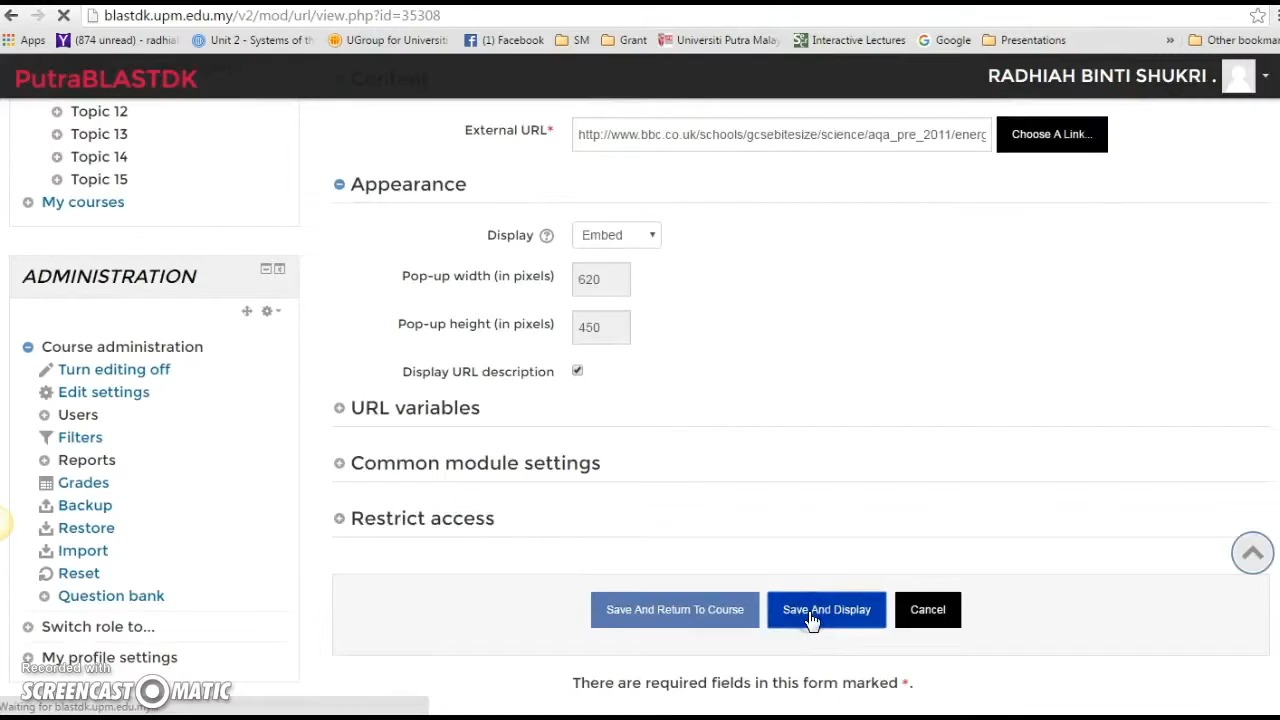 blastdk.upm.edu.my/v2/mod/url/view.php?id=35308
Apps (874 unread) - radhial Unit 2 - Systems of th UGroup for Universiti (1) Facebook SM Grant Universiti Putra Malay Interactive Lectures Google Presentations » Other bookmar
PutraBLASTDK
RADHIAH BINTI SHUKRI .
Content
Topic 12
Topic 13
Topic 14
Topic 15
My courses
ADMINISTRATION
Course administration
Turn editing off
Edit settings
Users
Filters
Reports
Grades
Backup
Restore
Import
Reset
Question bank
Switch role to...
My profile settings
External URL*
http://www.bbc.co.uk/schools/gcsebitesize/science/aqa_pre_2011/energ
Choose A Link...
Appearance
Display Embed
Pop-up width (in pixels) 620
Pop-up height (in pixels) 450
Display URL description
URL variables
Common module settings
Restrict access
Save And Return To Course Save And Display Cancel
There are required fields in this form marked *.
Recorded with
SCREENCAST-O-MATIC
Waiting for blastdk.upm.edu.my...